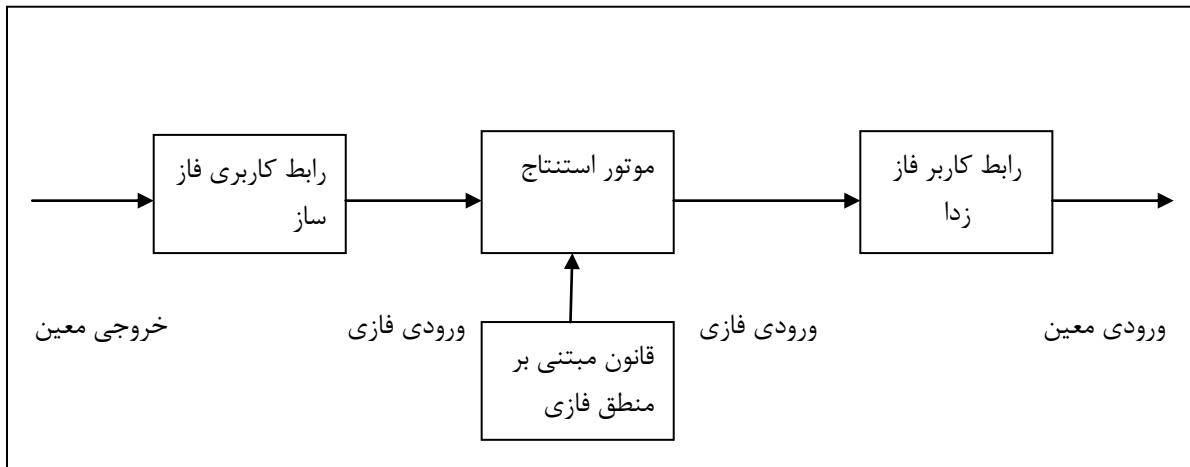 رابط کاربری فاز
ساز
موتور استنتاج
رابط کاربر فاز
زدا
خروجی معین
ورودی فازی
ورودی فازی
ورودی معین
قانون مبتنی بر
منطق فازی